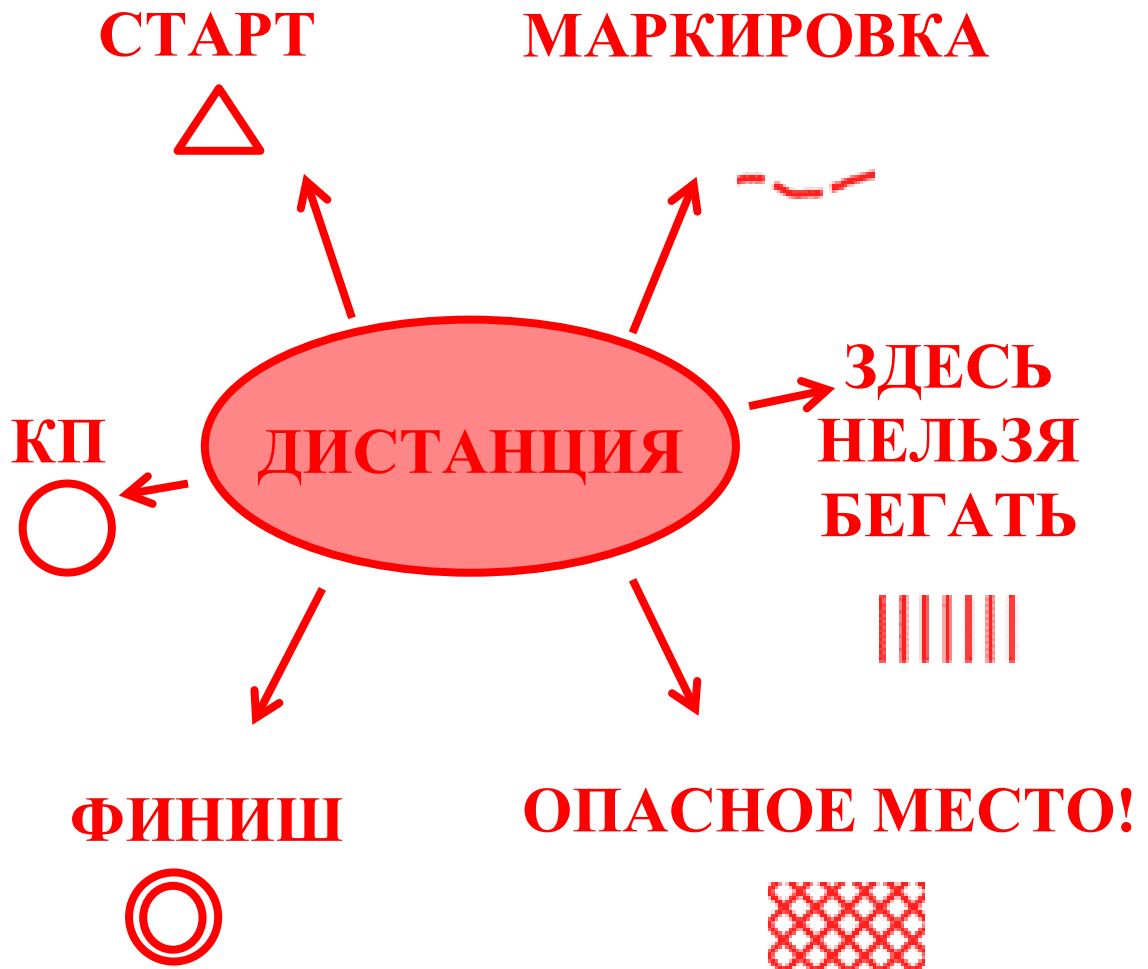 СТАРТ
МАРКИРОВКА
ЗДЕСЬ
НЕЛЬЗЯ
БЕГАТЬ
КП
ДИСТАНЦИЯ
ФИНИШ
ОПАСНОЕ МЕСТО!